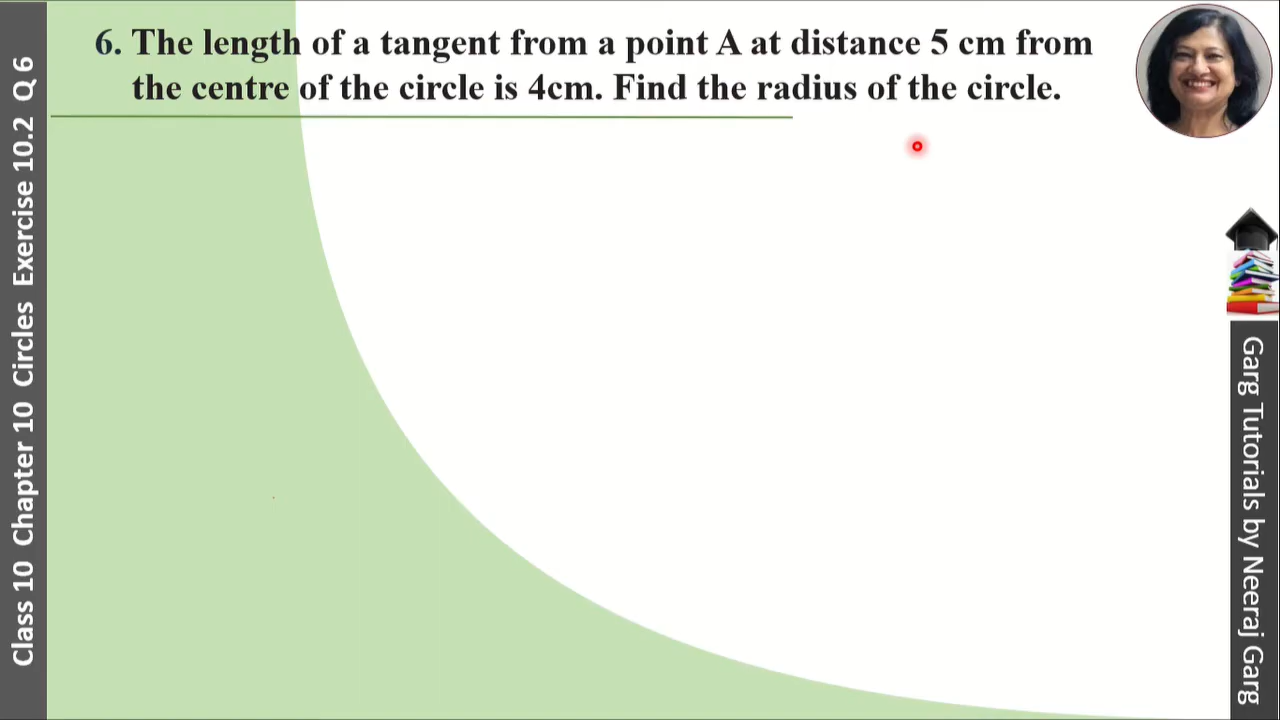 6. The length of a tangent from a point A at distance 5 cm from
the centre of the circle is 4cm. Find the radius of the circle.
Class 10 Chapter 10 Circles Exercise 10.2 Q 6
Garg Tutorials by Neeraj Garg